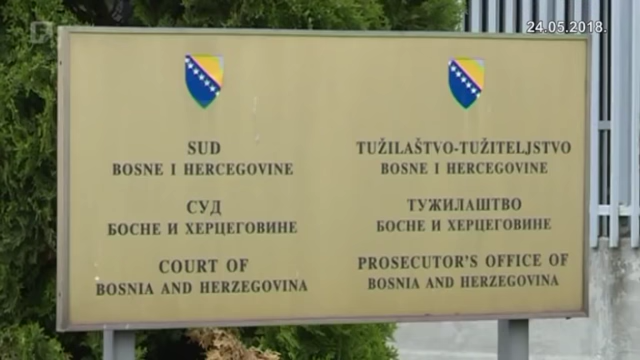 24.05.2018.
SUD
BOSNE I HERCEGOVINE
СУД
БОСНЕ И ХЕРЦЕГОВИНЕ
COURT OF
BOSNIA AND HERZEGOVINA
TUŽILAŠTVO-TUŽITELJSTVO
BOSNE I HERCEGOVINE
ТУЖИЛАШТВО
БОСНЕ И ХЕРЦЕГОВИНЕ
PROSECUTOR'S OFFICE OF
BOSNIA AND HERZEGOVINA